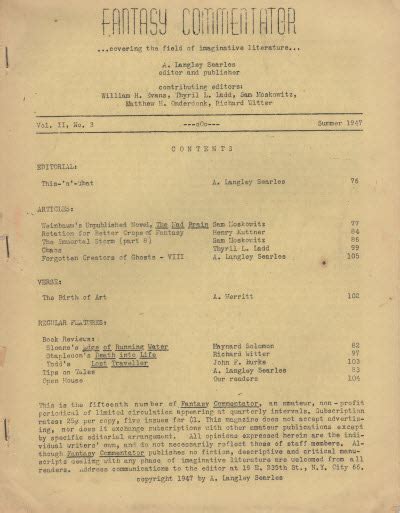 FANTASY COMMENTATOR
...covering the field of imaginative literature...
A. Langley Searles
editor and publisher
contributing editors:
William H. Evans, Thyril L. Ladd, Sam Moskowitz,
Matthew H. Onderdonk, Richard Witter
Vol. II, No. 3 ---oOo--- Summer 1947
CONTENTS
EDITORIAL:
This-'n'-That A. Langley Searles 76
ARTICLES:
Weinbaum's Unpublished Novel, The Mad Brain Sam Moskowitz 77
Rotation for Better Crops of Fantasy Henry Kuttner 84
The Immortal Storm (part 8) Sam Moskowitz 86
Chaos Thyril L. Ladd 99
Forgotten Creators of Ghosts - VIII A. Langley Searles 105
VERSE:
The Birth of Art A. Merritt 102
REGULAR FEATURES:
Book Reviews:
Sloane's Edge of Running Water Maynard Solomon 82
Stapledon's Death into Life Richard Witter 97
Todd's Lost Traveller John F. Burke 103
Tips on Tales A. Langley Searles 83
Open House Our readers 104
This is the fifteenth number of Fantasy Commentator, an amateur, non-profit
periodical of limited circulation appearing at quarterly intervals. Subscription
rates: 25¢ per copy, five issues for $1. This magazine does not accept advertis-
ing, nor does it exchange subscriptions with other amateur publications except
by specific editorial arrangement. All opinions expressed herein are the indi-
vidual writers' own, and do not necessarily reflect those of staff members. Al-
though Fantasy Commentator publishes no fiction, descriptive and critical manu-
scripts dealing with any phase of imaginative literature are welcomed from all
readers. Address communications to the editor at 19 E. 235th St., N.Y. City 66.
copyright 1947 by A. Langley Searles